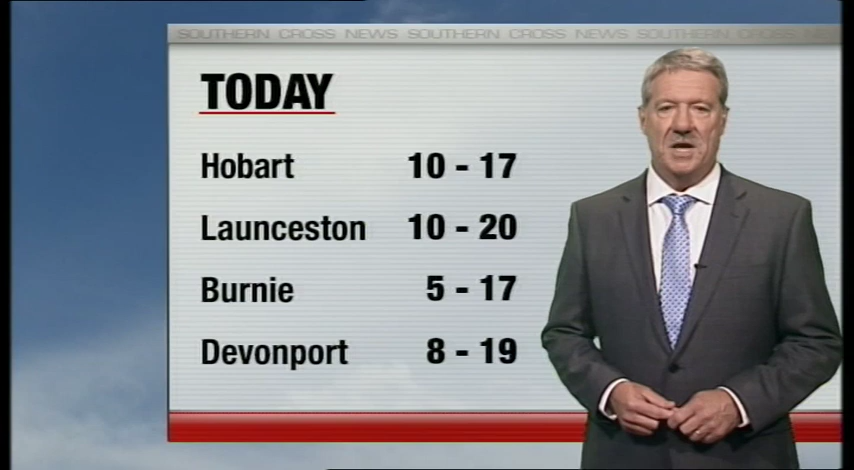 SOUTHERN CROSS NEWS SOUTHERN CROSS NEWS SOUTHERN CROSS NEWS
TODAY
Hobart 10 - 17
Launceston 10 - 20
Burnie 5 - 17
Devonport 8 - 19